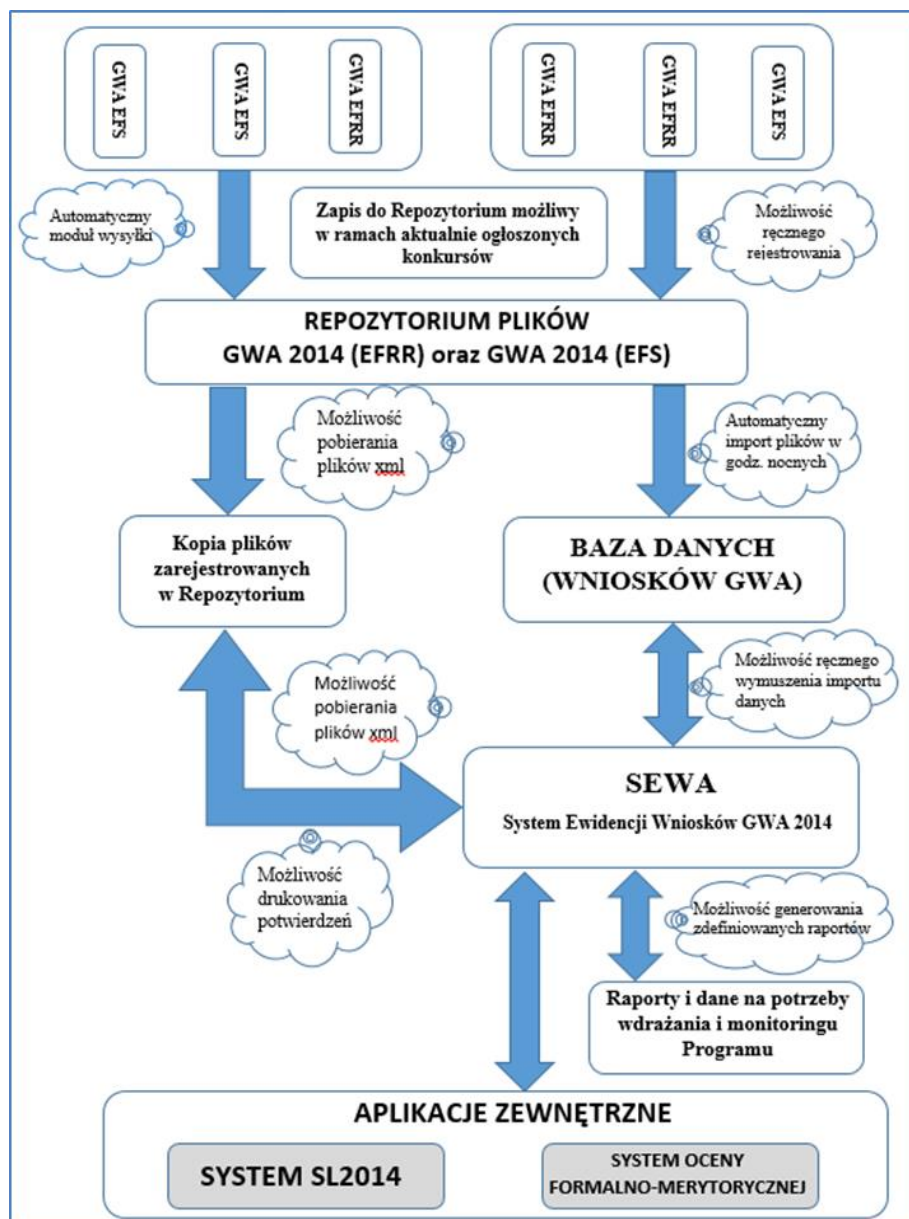 GWA EFS
GWA EFS
GWA EFRR
GWA EFRR
GWA EFRR
GWA EFS
Automatyczny
moduł wysyłki
Zapis do Repozytorium możliwy
w ramach aktualnie ogłoszonych
konkursów
Możliwość
ręcznego
rejestrowania
REPOZYTORIUM PLIKÓW
GWA 2014 (EFRR) oraz GWA 2014 (EFS)
Możliwość
pobierania
plików xml
Automatyczny
import plików w
godz. nocnych
Kopia plików
zarejestrowanych
w Repozytorium
BAZA DANYCH
(WNIOSKÓW GWA)
Możliwość
pobierania
plików xml
Możliwość ręcznego
wymuszenia importu
danych
SEWA
System Ewidencji Wniosków GWA 2014
Możliwość
drukowania
potwierdzeń
Możliwość generowania
zdefiniowanych raportów
Raporty i dane na potrzeby
wdrażania i monitoringu
Programu
APLIKACJE ZEWNĘTRZNE
SYSTEM SL2014
SYSTEM OCENY
FORMALNO-MERYTORYCZNEJ